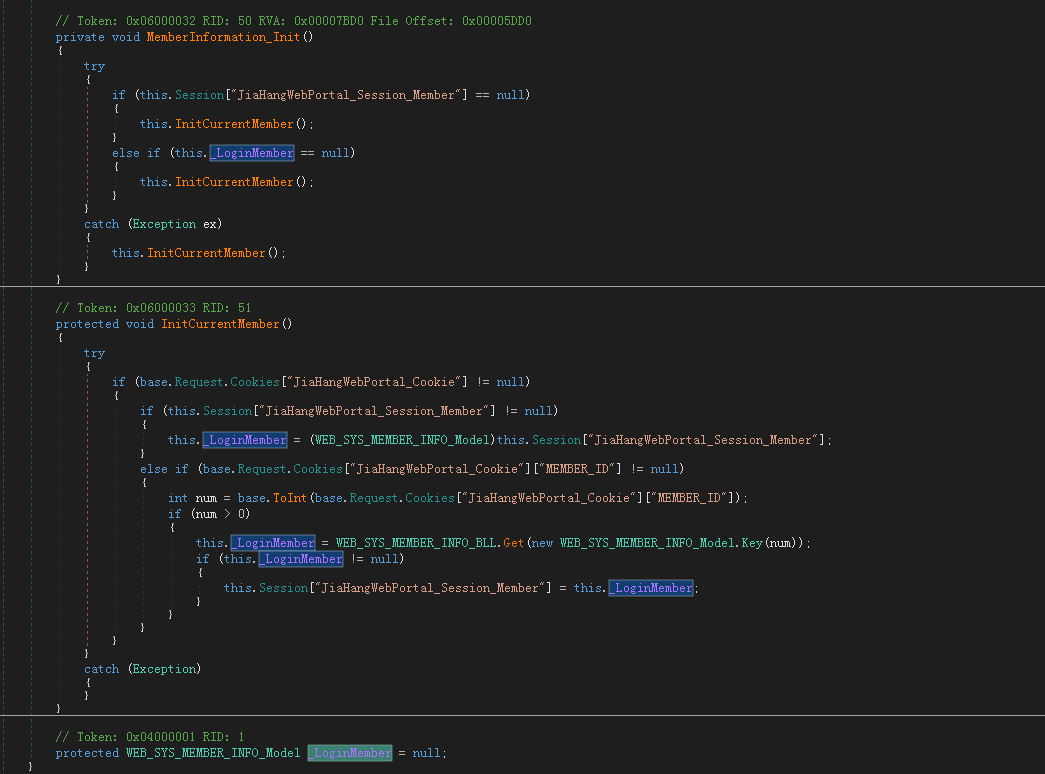 // Token: 0x06000032 RID: 50 RVA: 0x00007BD0 File Offset: 0x00005DD0
private void MemberInformation_Init()
{
try
{
if (this.Session["JiaHangWebPortal_Session_Member"] == null)
{
this.InitCurrentMember();
}
else if (this._LoginMember == null)
{
this.InitCurrentMember();
}
}
catch (Exception ex)
{
this.InitCurrentMember();
}
}
// Token: 0x06000033 RID: 51
protected void InitCurrentMember()
{
try
{
if (base.Request.Cookies["JiaHangWebPortal_Cookie"] != null)
{
if (this.Session["JiaHangWebPortal_Session_Member"] != null)
{
this._LoginMember = (WEB_SYS_MEMBER_INFO_Model)this.Session["JiaHangWebPortal_Session_Member"];
}
else if (base.Request.Cookies["JiaHangWebPortal_Cookie"]["MEMBER_ID"] != null)
{
int num = base.ToInt(base.Request.Cookies["JiaHangWebPortal_Cookie"]["MEMBER_ID"]);
if (num > 0)
{
this._LoginMember = WEB_SYS_MEMBER_INFO_BLL.Get(new WEB_SYS_MEMBER_INFO_Model.Key(num));
if (this._LoginMember != null)
{
this.Session["JiaHangWebPortal_Session_Member"] = this._LoginMember;
}
}
}
}
}
catch (Exception)
{
}
}
// Token: 0x04000001 RID: 1
protected WEB_SYS_MEMBER_INFO_Model _LoginMember = null;
}